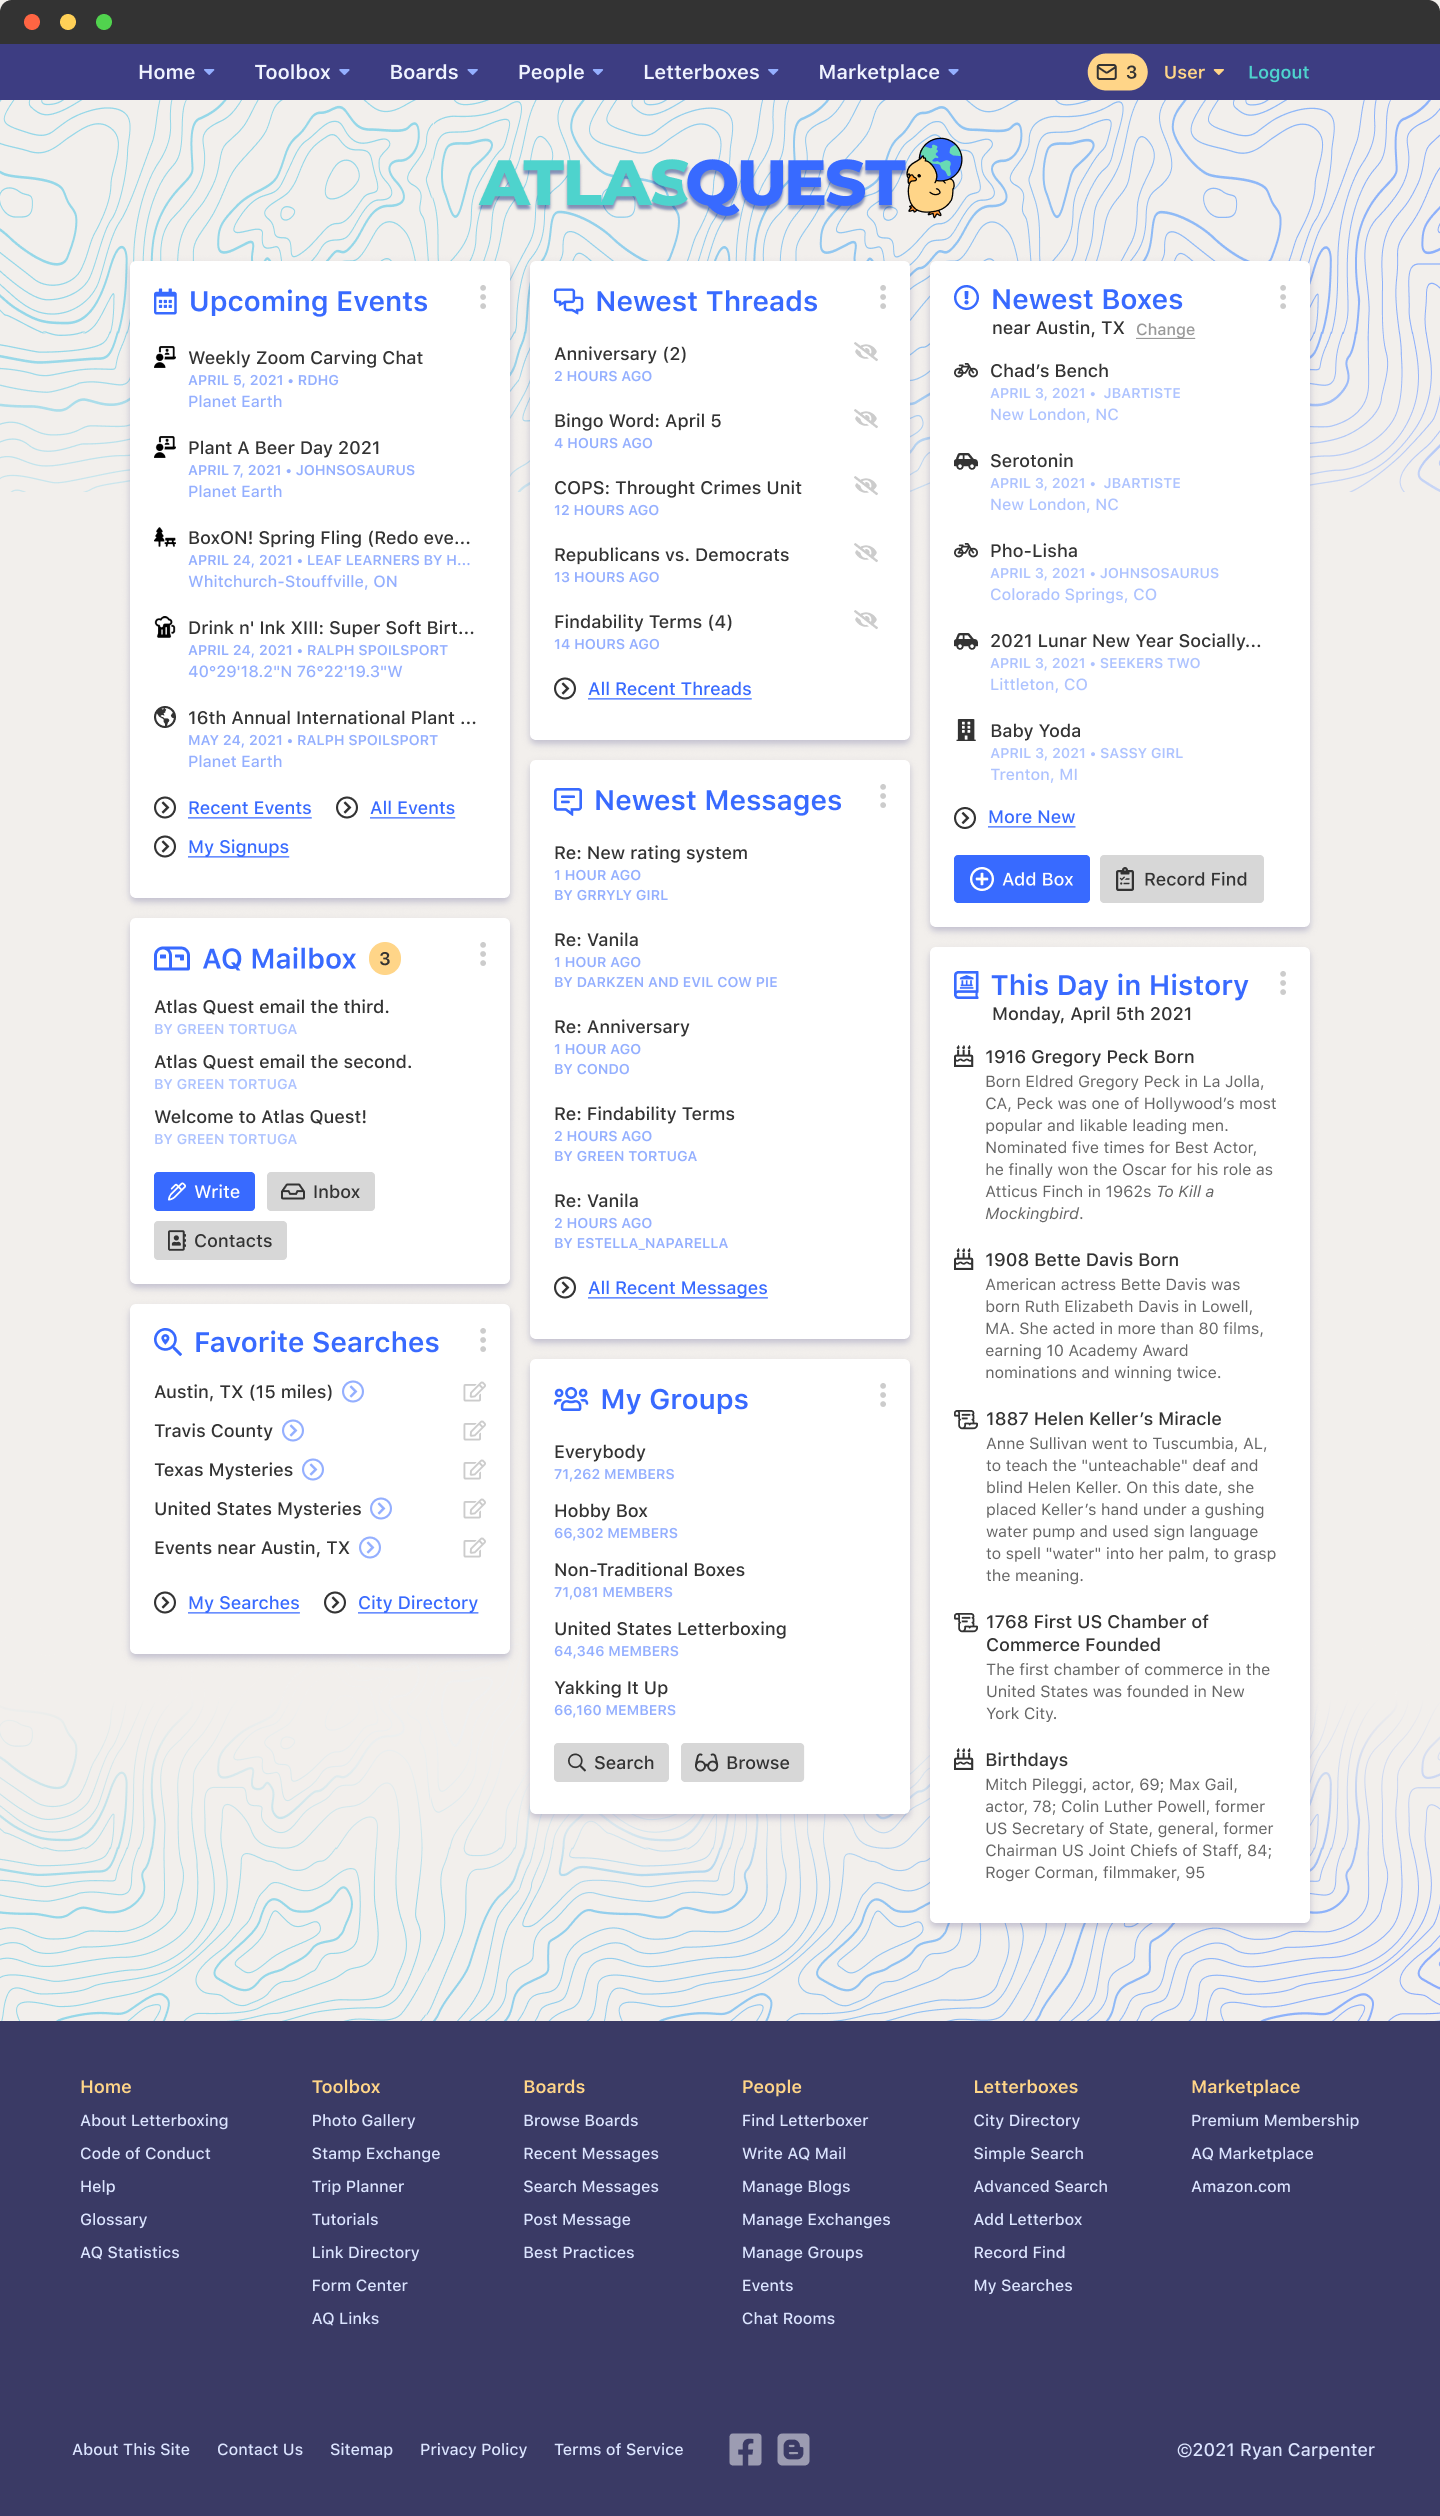 Home
Toolbox
Boards
People
Letterboxes
Marketplace
3
User
Logout
ATLASQUEST
Upcoming Events
Weekly Zoom Carving Chat
APRIL 5, 2021 • RDHG
Planet Earth
Plant A Beer Day 2021
APRIL 7, 2021 • JOHNSOSAURUS
Planet Earth
BoxON! Spring Fling (Redo eve...
APRIL 24, 2021 • LEAF LEARNERS BY H...
Whitchurch-Stouffville, ON
Drink n' Ink XIII: Super Soft Birt...
APRIL 24, 2021 • RALPH SPOILSPORT
40°29'18.2"N 76°22'19.3"W
16th Annual International Plant ...
MAY 24, 2021 • RALPH SPOILSPORT
Planet Earth
Recent Events
All Events
My Signups
AQ Mailbox 3
Atlas Quest email the third.
BY GREEN TORTUGA
Atlas Quest email the second.
BY GREEN TORTUGA
Welcome to Atlas Quest!
BY GREEN TORTUGA
Write
Inbox
Contacts
Favorite Searches
Austin, TX (15 miles)
Travis County
Texas Mysteries
United States Mysteries
Events near Austin, TX
My Searches
City Directory
Newest Threads
Anniversary (2)
2 HOURS AGO
Bingo Word: April 5
4 HOURS AGO
COPS: Throught Crimes Unit
12 HOURS AGO
Republicans vs. Democrats
13 HOURS AGO
Findability Terms (4)
14 HOURS AGO
All Recent Threads
Newest Messages
Re: New rating system
1 HOUR AGO
BY GRRYLY GIRL
Re: Vanila
1 HOUR AGO
BY DARKZEN AND EVIL COW PIE
Re: Anniversary
1 HOUR AGO
BY CONDO
Re: Findability Terms
2 HOURS AGO
BY GREEN TORTUGA
Re: Vanila
2 HOURS AGO
BY ESTELLA_NAPARELLA
All Recent Messages
My Groups
Everybody
71,262 MEMBERS
Hobby Box
66,302 MEMBERS
Non-Traditional Boxes
71,081 MEMBERS
United States Letterboxing
64,346 MEMBERS
Yakking It Up
66,160 MEMBERS
Search
Browse
Newest Boxes
near Austin, TX Change
Chad’s Bench
APRIL 3, 2021 • JBARTISTE
New London, NC
Serotonin
APRIL 3, 2021 • JBARTISTE
New London, NC
Pho-Lisha
APRIL 3, 2021 • JOHNSOSAURUS
Colorado Springs, CO
2021 Lunar New Year Socially...
APRIL 3, 2021 • SEEKERS TWO
Littleton, CO
Baby Yoda
APRIL 3, 2021 • SASSY GIRL
Trenton, MI
More New
Add Box
Record Find
This Day in History
Monday, April 5th 2021
1916 Gregory Peck Born
Born Eldred Gregory Peck in La Jolla,
CA, Peck was one of Hollywood’s most
popular and likable leading men.
Nominated five times for Best Actor,
he finally won the Oscar for his role as
Atticus Finch in 1962s To Kill a
Mockingbird.
1908 Bette Davis Born
American actress Bette Davis was
born Ruth Elizabeth Davis in Lowell,
MA. She acted in more than 80 films,
earning 10 Academy Award
nominations and winning twice.
1887 Helen Keller’s Miracle
Anne Sullivan went to Tuscumbia, AL,
to teach the "unteachable" deaf and
blind Helen Keller. On this date, she
placed Keller’s hand under a gushing
water pump and used sign language
to spell "water" into her palm, to grasp
the meaning.
1768 First US Chamber of
Commerce Founded
The first chamber of commerce in the
United States was founded in New
York City.
Birthdays
Mitch Pileggi, actor, 69; Max Gail,
actor, 78; Colin Luther Powell, former
US Secretary of State, general, former
Chairman US Joint Chiefs of Staff, 84;
Roger Corman, filmmaker, 95
Home
About Letterboxing
Code of Conduct
Help
Glossary
AQ Statistics
Toolbox
Photo Gallery
Stamp Exchange
Trip Planner
Tutorials
Link Directory
Form Center
AQ Links
Boards
Browse Boards
Recent Messages
Search Messages
Post Message
Best Practices
People
Find Letterboxer
Write AQ Mail
Manage Blogs
Manage Exchanges
Manage Groups
Events
Chat Rooms
Letterboxes
City Directory
Simple Search
Advanced Search
Add Letterbox
Record Find
My Searches
Marketplace
Premium Membership
AQ Marketplace
Amazon.com
About This Site
Contact Us
Sitemap
Privacy Policy
Terms of Service
©2021 Ryan Carpenter